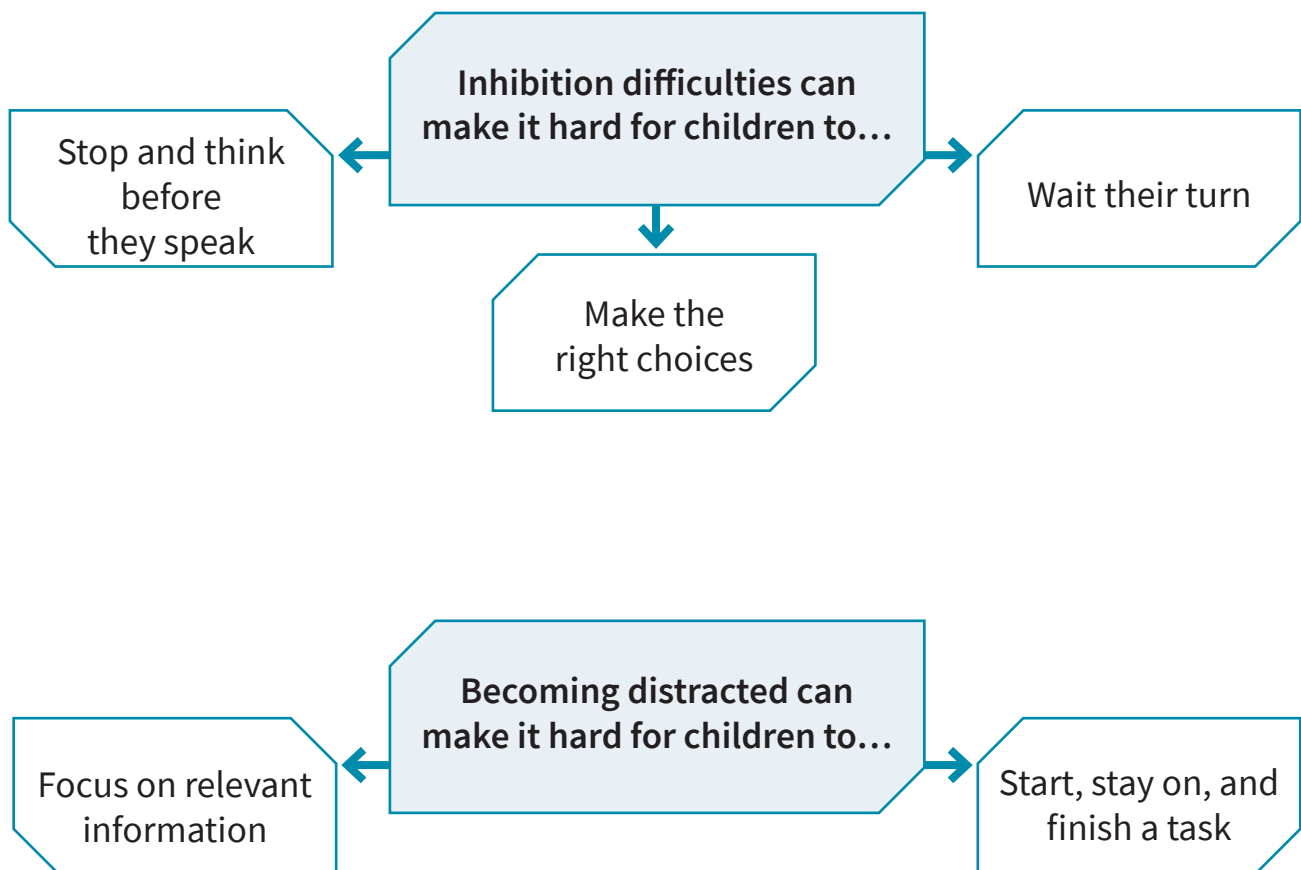 Inhibition difficulties can
make it hard for children to…
Stop and think
before
they speak
Wait their turn
Make the
right choices
Becoming distracted can
make it hard for children to…
Focus on relevant
information
Start, stay on, and
finish a task